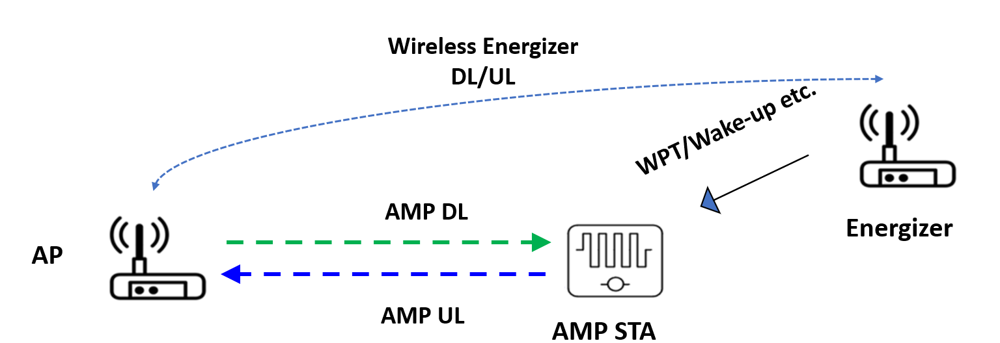 Wireless Energizer
DL/UL
WPT/Wake-up etc.
AMP DL
Energizer
AP
AMP UL
AMP STA